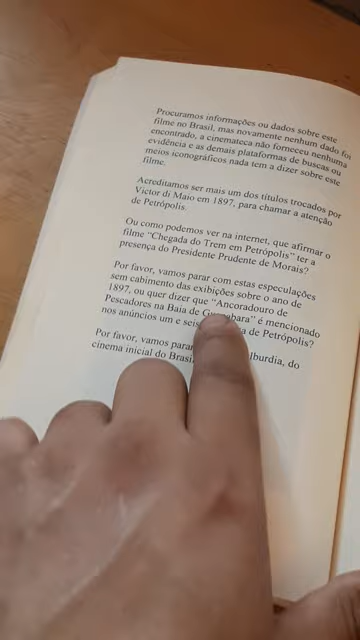 Procuramos informações ou dados sobre este
filme no Brasil, mas novamente nenhum dado foi
encontrado, a cinemateca não forneceu nenhuma
evidência e as demais plataformas de buscas ou
meios iconográficos nada tem a dizer sobre este
filme.
Acreditamos ser mais um dos títulos trocados por
Victor di Maio em 1897, para chamar a atenção
de Petrópolis.
Ou como podemos ver na internet, que afirmar o
filme “Chegada do Trem em Petrópolis” ter a
presença do Presidente Prudente de Morais?
Por favor, vamos parar com estas especulações
sem cabimento das exibições sobre o ano de
1897, ou quer dizer que “Ancoradouro de
Pescadores na Baia de Guanabara” é mencionado
nos anúncios um e seis de Petrópolis?
Por favor, vamos parar
cinema inicial do Brasil